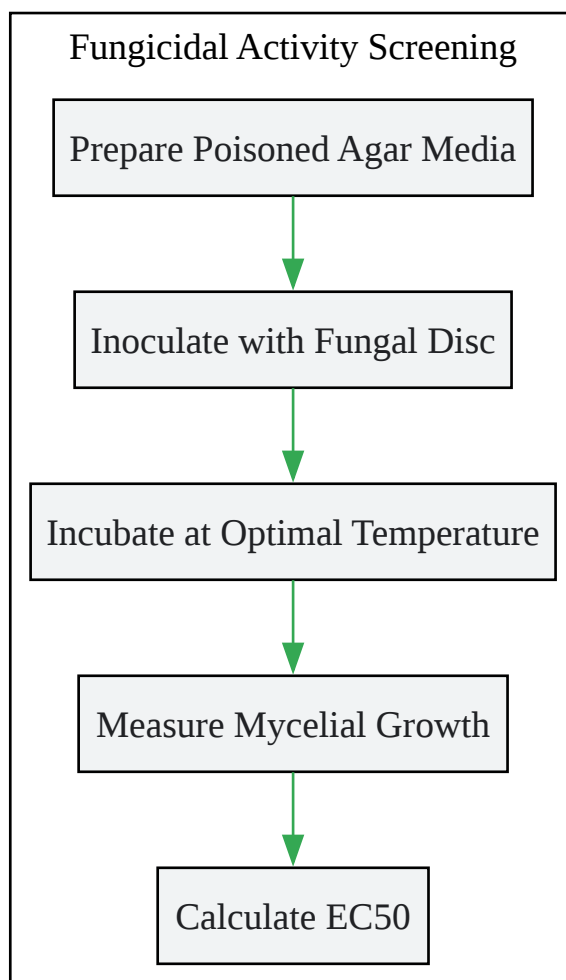 Fungicidal Activity Screening
Prepare Poisoned Agar Media
Inoculate with Fungal Disc
Incubate at Optimal Temperature
Measure Mycelial Growth
Calculate EC50